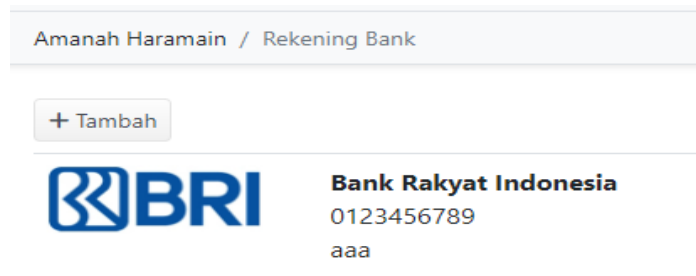 Amanah Haramain / Rekening Bank
+ Tambah
BRI
Bank Rakyat Indonesia
0123456789
aaa